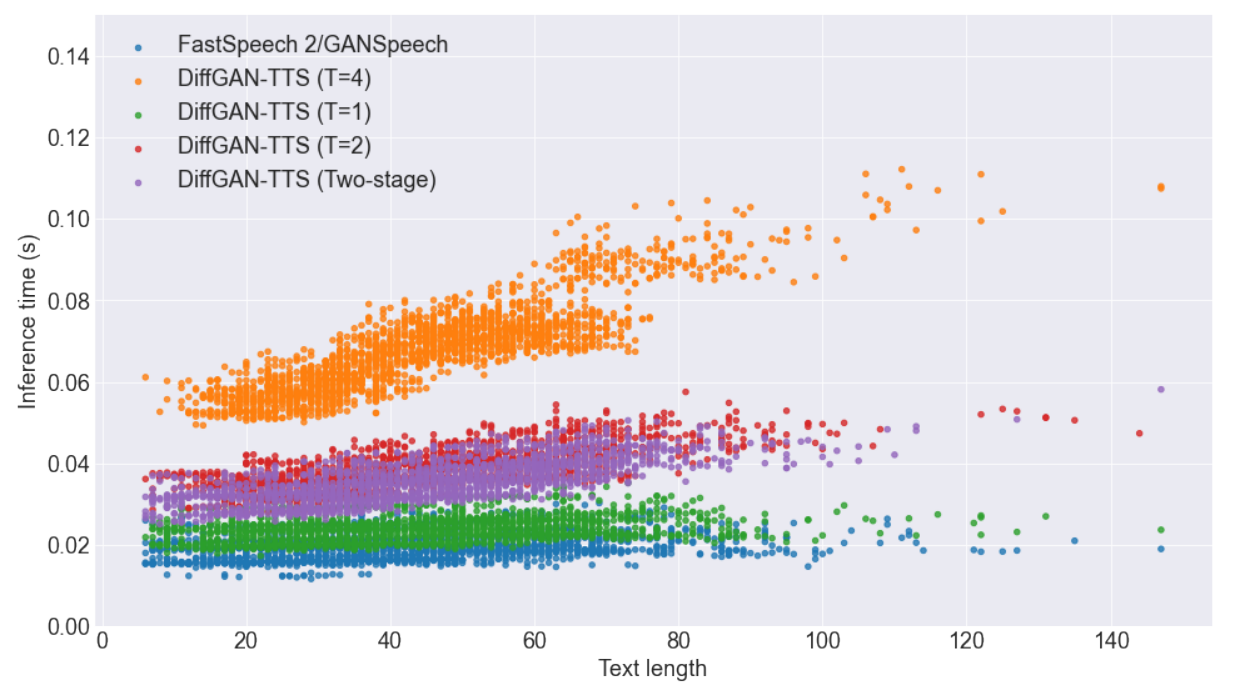 FastSpeech 2/GANSpeech
DiffGAN-TTS (T=4)
DiffGAN-TTS (T=1)
DiffGAN-TTS (T=2)
DiffGAN-TTS (Two-stage)
Inference time (s)
0.14
0.12
0.10
0.08
0.06
0.04
0.02
0.00
0 20 40 60 80 100 120 140
Text length